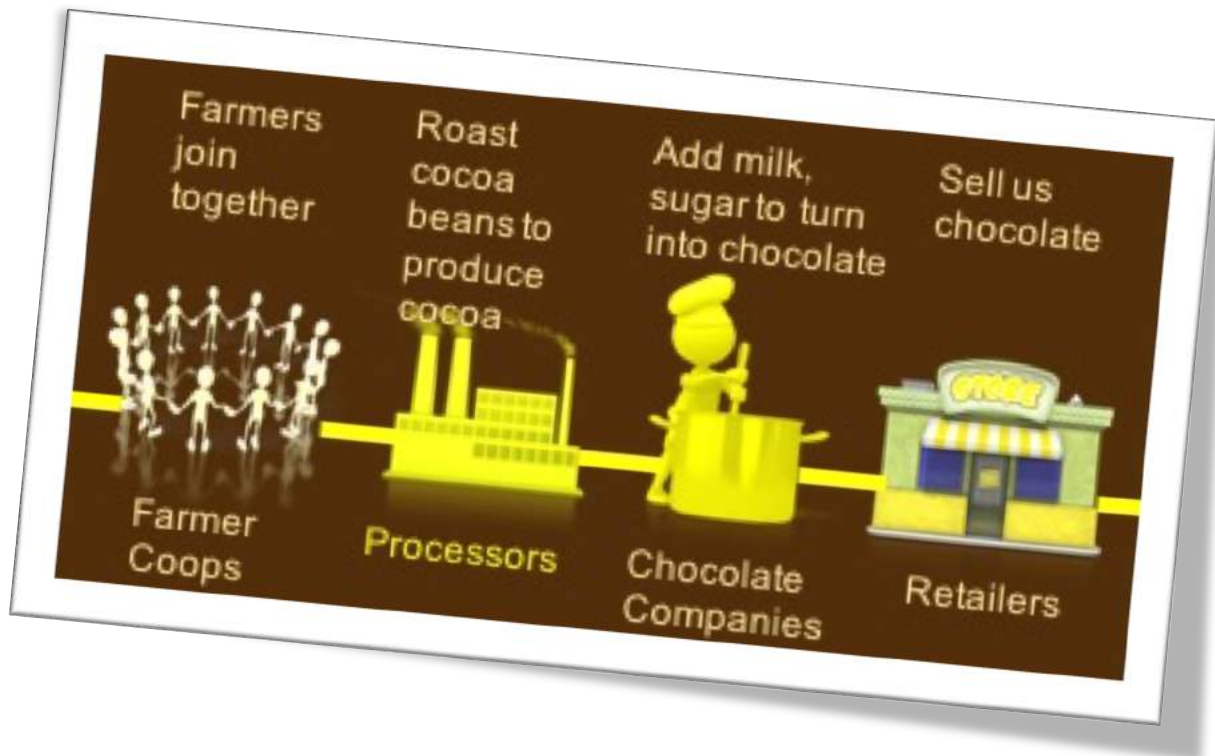 Farmers
join
together
Roast
cocoa
beans to
produce
cocoa
Add milk,
sugar to turn
into chocolate
Sell us
chocolate
STORE
Farmer
Coops
Processors
Chocolate
Companies
Retailers